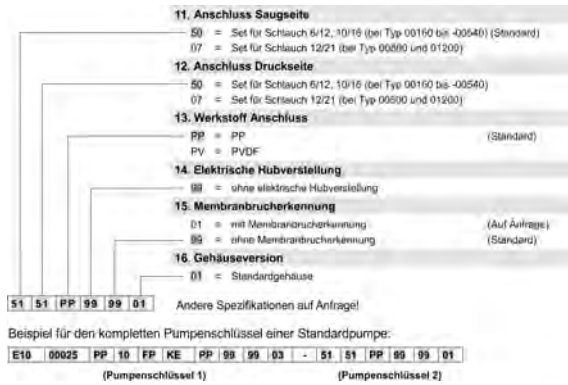 11. Anschluss Saugseite
50 = Set für Schlauch 6/12, 10/16 (bei Typ 00160 bis -00540) (Standard)
07 = Set für Schlauch 12/21 (bei Typ 00800 und 01200)
12. Anschluss Druckseite
50 = Set für Schlauch 6/12, 10/16 (bei Typ 00160 bis -00540)
07 = Set für Schlauch 12/21 (bei Typ 00800 und 01200)
13. Werkstoff Anschluss
PP = PP (Standard)
PV = PVDF
14. Elektrische Hubverstellung
99 = ohne elektrische Hubverstellung
15. Membranbrucherkennung
01 = mit Membranbrucherkennung (Auf Anfrage)
99 = ohne Membranbrucherkennung (Standard)
16. Gehäuseversion
01 = Standardgehäuse
51 51 PP 99 99 01 Andere Spezifikationen auf Anfrage!
Beispiel für den kompletten Pumpenschlüssel einer Standardpumpe:
E10 00025 PP 10 FP KE PP 99 99 03 - 51 51 PP 99 99 01
(Pumpenschlüssel 1) (Pumpenschlüssel 2)